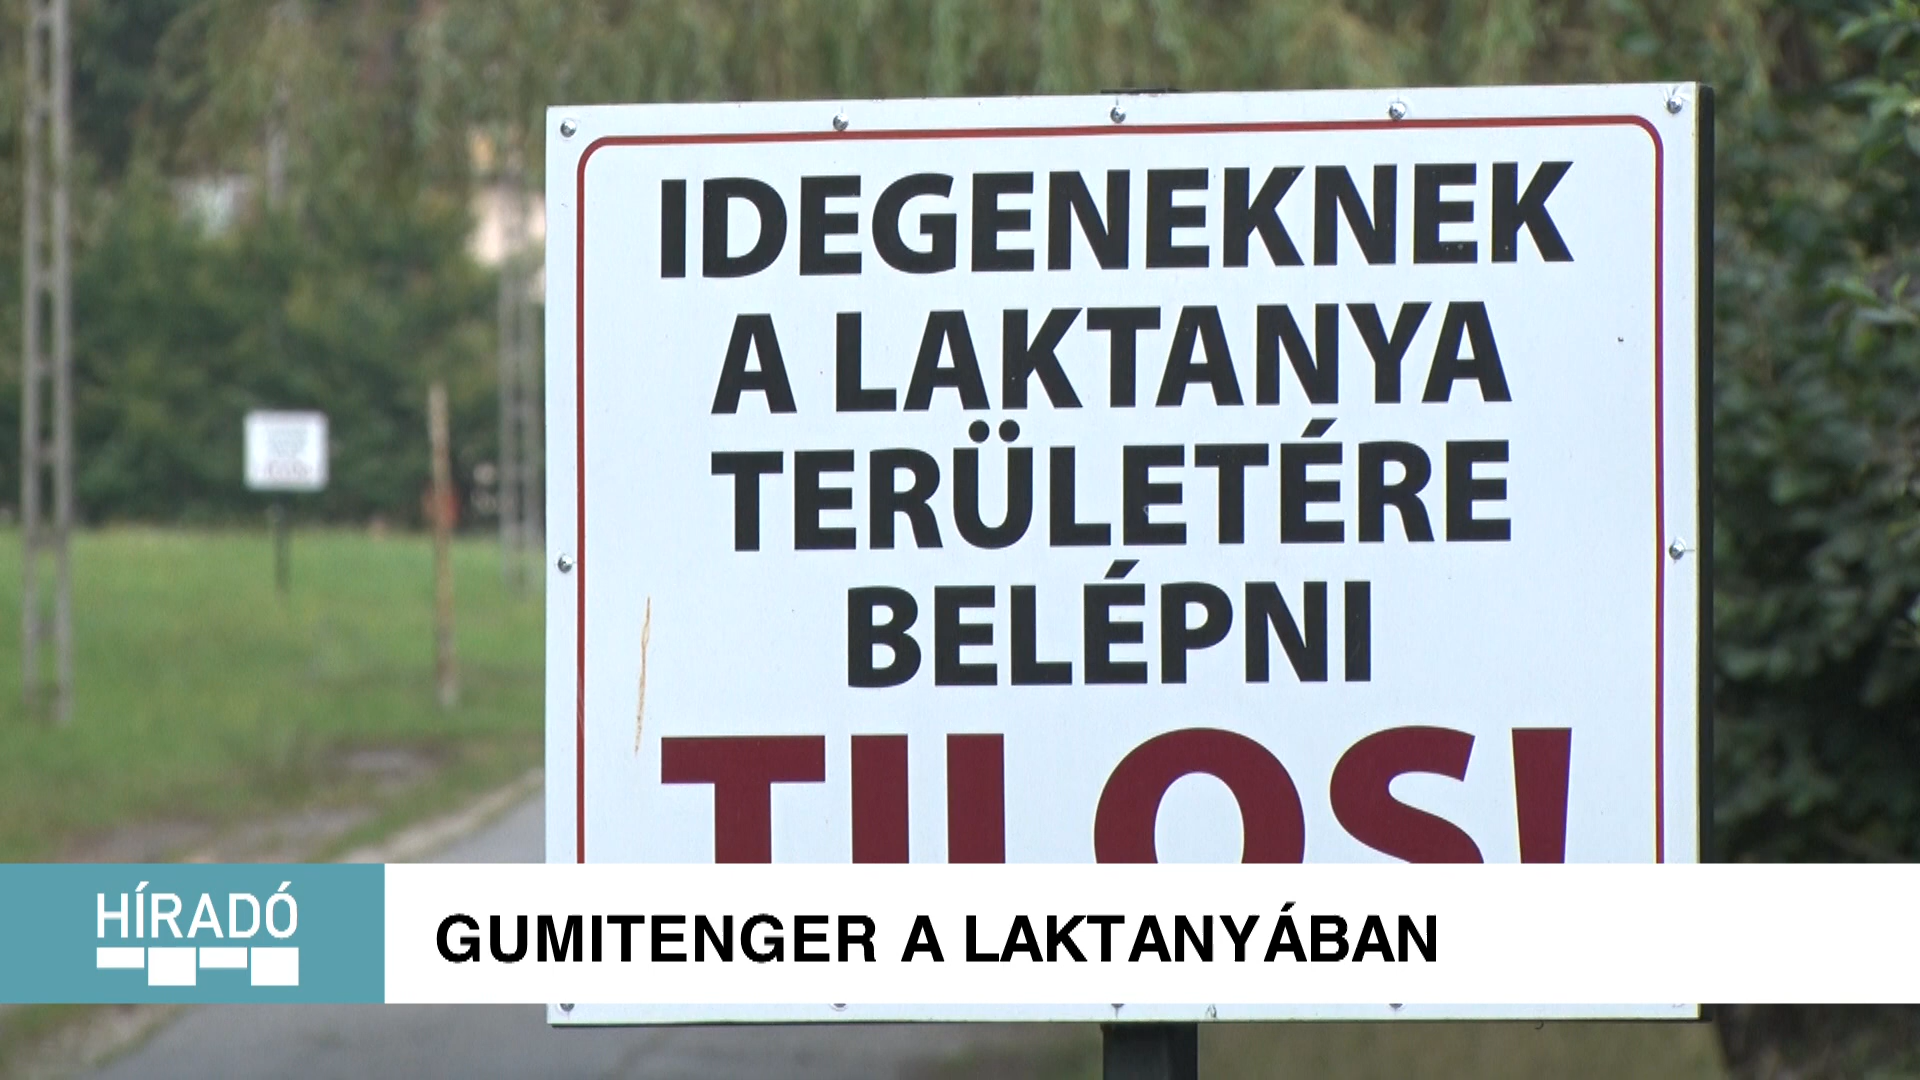 IDEGENEKNEK
A LAKTANYA
TERÜLETÉRE
BELÉPNI
TILOS!
HÍRADÓ
GUMITENGER A LAKTANYÁBAN